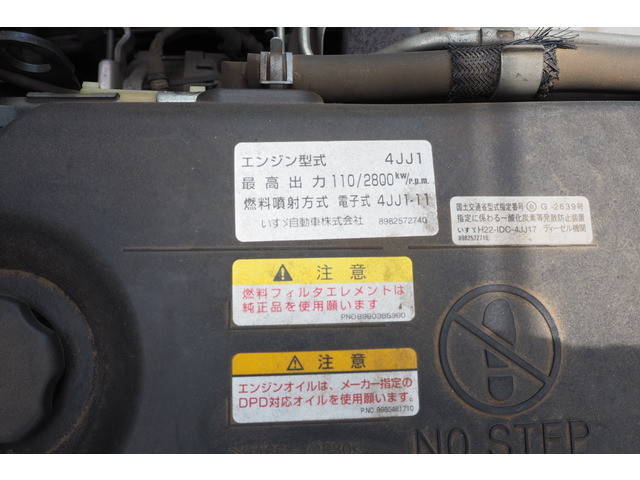 エンジン型式 4JJ1
最高出力 110/2800 kW/r.p.m.
燃料噴射方式 電子式 4JJ1-11
いすゞ自動車株式会社 8982572740
国土交通省型式指定番号 G-2639号
指定に係わる一酸化炭素等発散防止装置
いすゞH22-IDC-4JJ17 ディーゼル機関
⚠ 注意
燃料フィルタエレメントは
純正品を使用願います
⚠ 注意
エンジンオイルは、メーカー指定の
DPD対応オイルを使用願います。
NO STEP